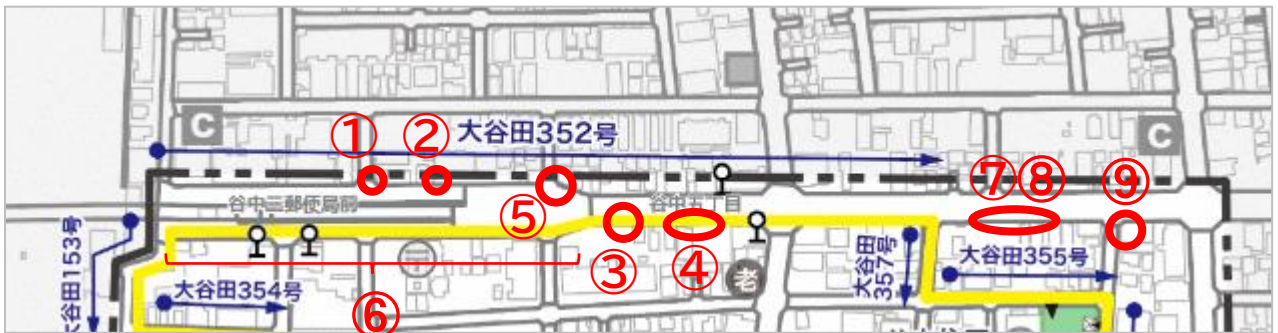 C
大谷田352号
C
①
②
⑦⑧
⑨
谷中三郵便局前
⑤
谷中五丁目
③
④
老
大谷田153号
大谷田354号
⑥
大谷田
357号
大谷田355号